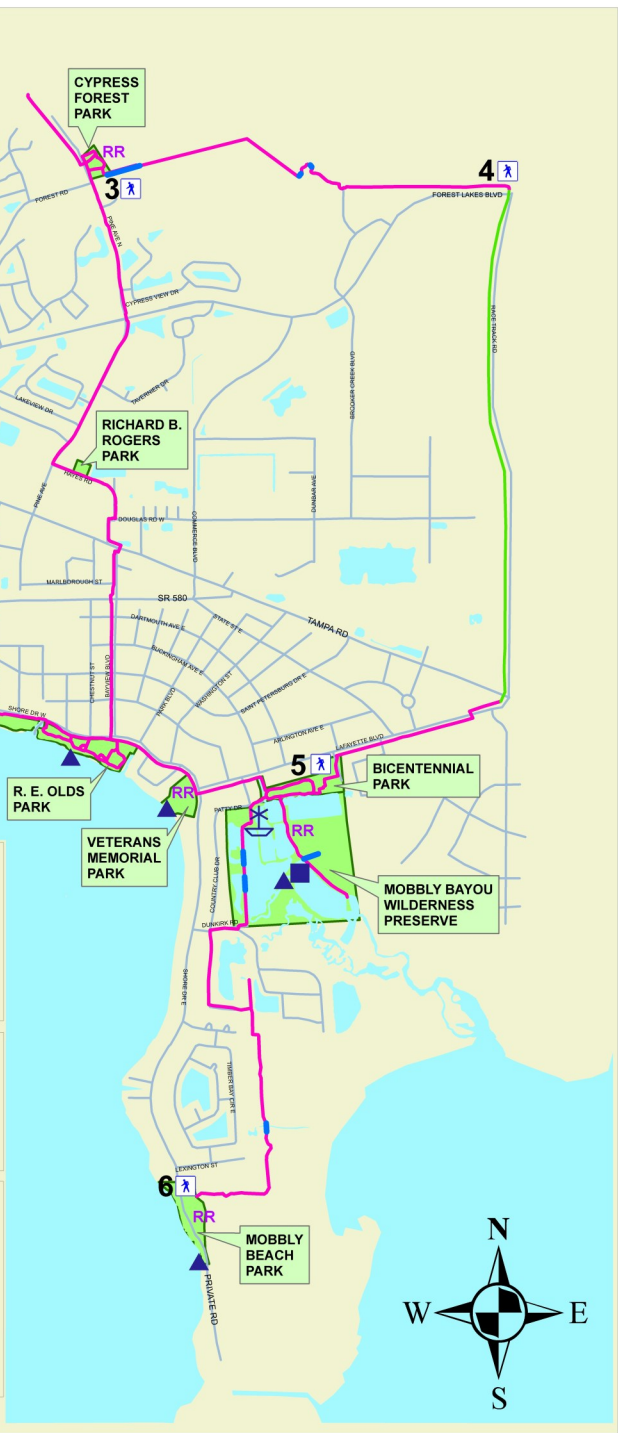 CYPRESS
FOREST
PARK
RR
3
4
FOREST RD
FOREST LAKES BLVD
PINE AVE N
CYPRESS VIEW DR
RACE TRACK RD
TAVERNIER DR
BROOKER CREEK BLVD
LAKEVIEW DR
RICHARD B.
ROGERS
PARK
HAYES RD
PINE AVE
DUNBAR AVE
DOUGLAS RD W
COMMERCE BLVD
MARLBOROUGH ST
SR 580
STATE ST E
TAMPA RD
DARTMOUTH AVE E
BUCKINGHAM AVE E
CHESTNUT ST
BAYVIEW BLVD
PARK BLVD
WASHINGTON ST
SAINT PETERSBURG DR E
SHORE DR W
ARLINGTON AVE E
LAFAYETTE BLVD
5
BICENTENNIAL
PARK
R. E. OLDS
PARK
RR
PATTY DR
RR
VETERANS
MEMORIAL
PARK
COUNTRY CLUB DR
MOBBLY BAYOU
WILDERNESS
PRESERVE
DUNKIRK RD
SHORE DR E
TIMBER BAY CIR E
LEXINGTON ST
6
RR
MOBBLY
BEACH
PARK
PRIVATE RD
N
W
E
S